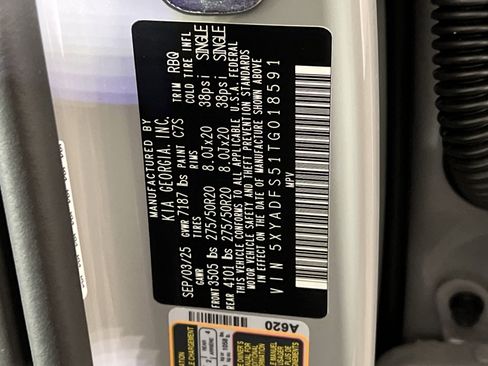 MANUFACTURED BY
KIA GEORGIA, INC.
SEP/03/25 GVWR 7187 lbs PAINT C7S TRIM RBQ
GAWR TIRES RIMS COLD TIRE INFL
FRONT 3505 lbs 275/50R20 8.0Jx20 38psi SINGLE
REAR 4101 lbs 275/50R20 8.0Jx20 38psi SINGLE
THIS VEHICLE CONFORMS TO ALL APPLICABLE U.S.A. FEDERAL
MOTOR VEHICLE SAFETY AND THEFT PREVENTION STANDARDS
IN EFFECT ON THE DATE OF MANUFACTURE SHOWN ABOVE
VIN 5XYADFS51TG018591
MPV
A620